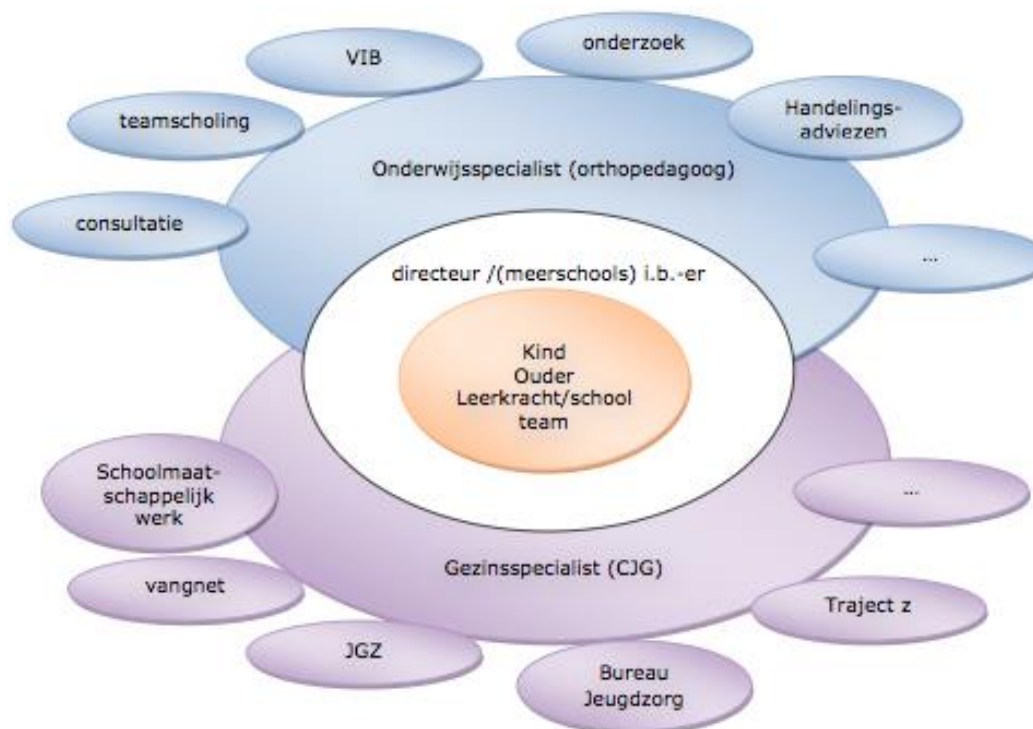 VIB
onderzoek
teamscholing
Handelings-
adviezen
Onderwijsspecialist (orthopedagoog)
consultatie
...
directeur /(meerschools) i.b.-er
Kind
Ouder
Leerkracht/school
team
Schoolmaat-
schappelijk
werk
...
Gezinsspecialist (CJG)
vangnet
Traject z
JGZ
Bureau
Jeugdzorg